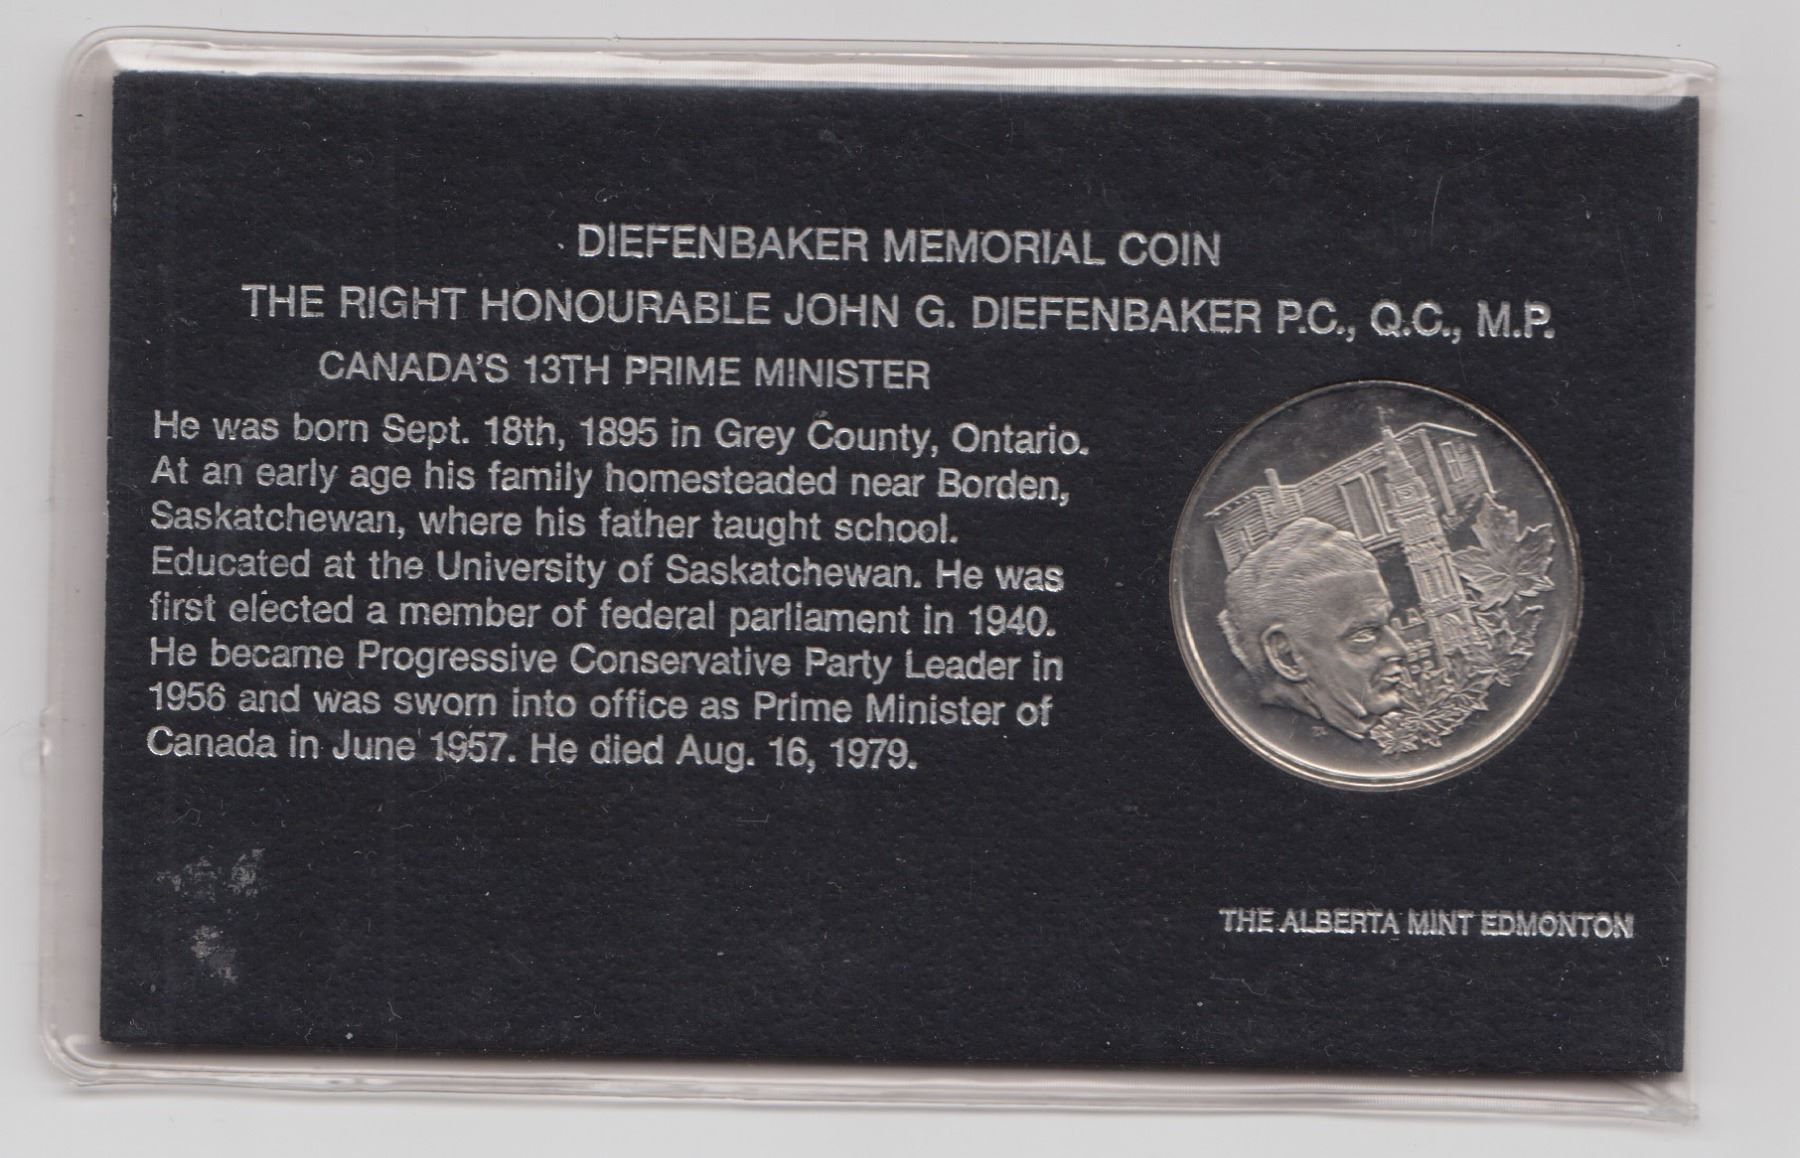 DIEFENBAKER MEMORIAL COIN
THE RIGHT HONOURABLE JOHN G. DIEFENBAKER P.C., Q.C., M.P.
CANADA'S 13TH PRIME MINISTER
He was born Sept. 18th, 1895 in Grey County, Ontario.
At an early age his family homesteaded near Borden,
Saskatchewan, where his father taught school.
Educated at the University of Saskatchewan. He was
first elected a member of federal parliament in 1940.
He became Progressive Conservative Party Leader in
1956 and was sworn into office as Prime Minister of
Canada in June 1957. He died Aug. 16, 1979.
THE ALBERTA MINT EDMONTON